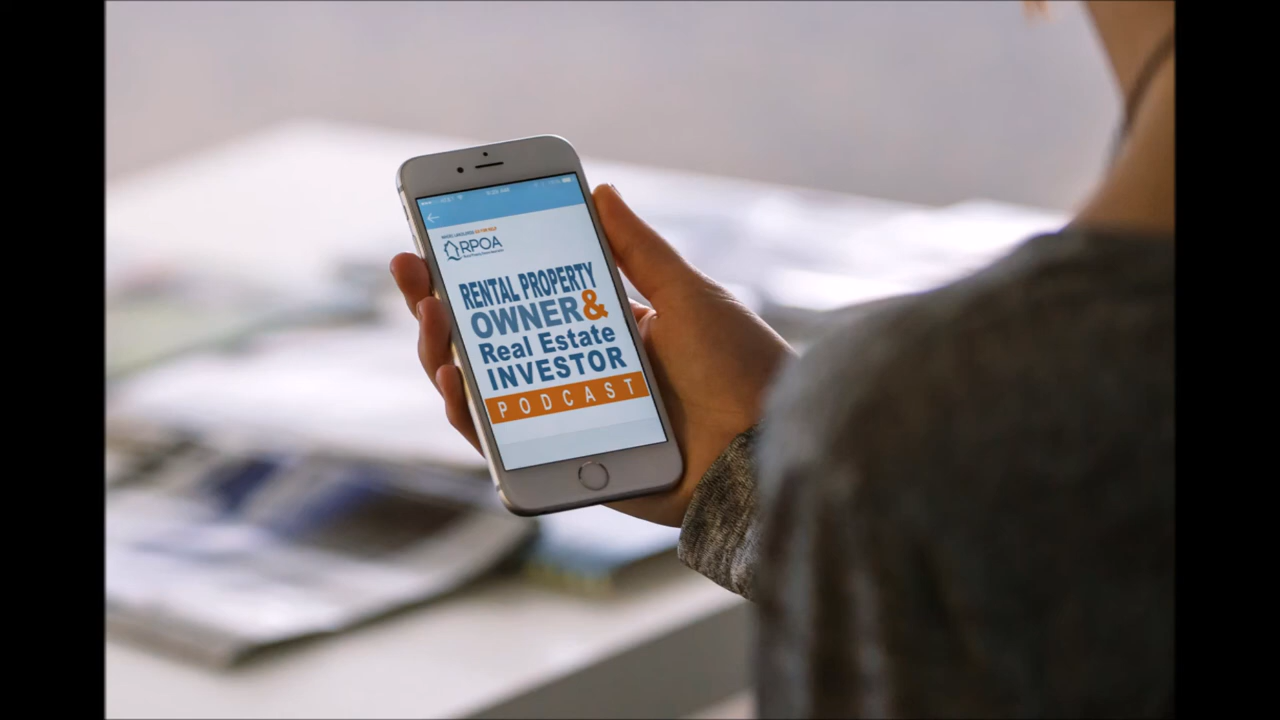 RPOA
RENTAL PROPERTY
OWNER &
Real Estate
INVESTOR
PODCAST